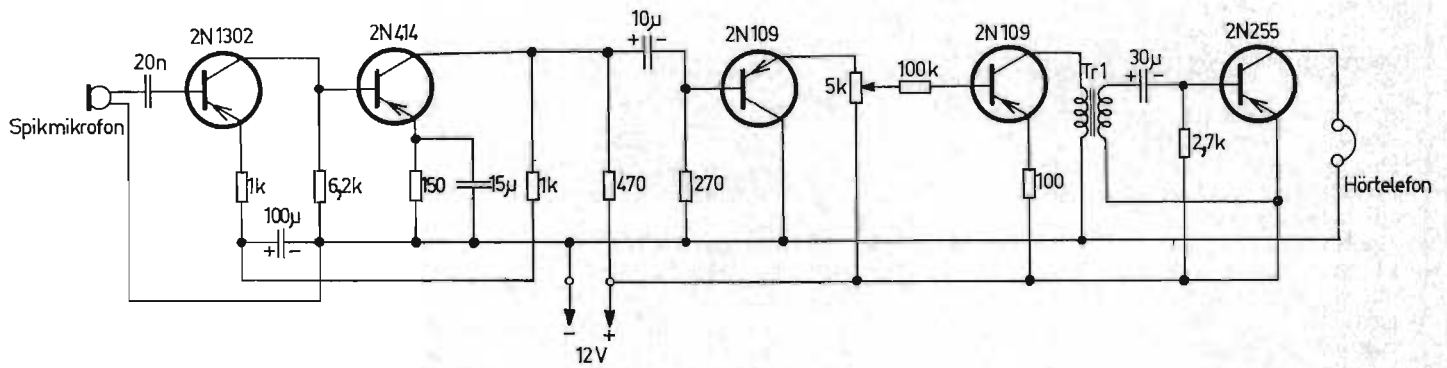 2N1302
2N414
10µ
+ -
2N109
2N109
2N255
20n
30µ
+ -
Tr1
5k
100k
Spikmikrofon
2,7k
1k
6,2k
150
15µ
1k
470
270
100
Hörtelefon
100µ
+ -
- +
12V